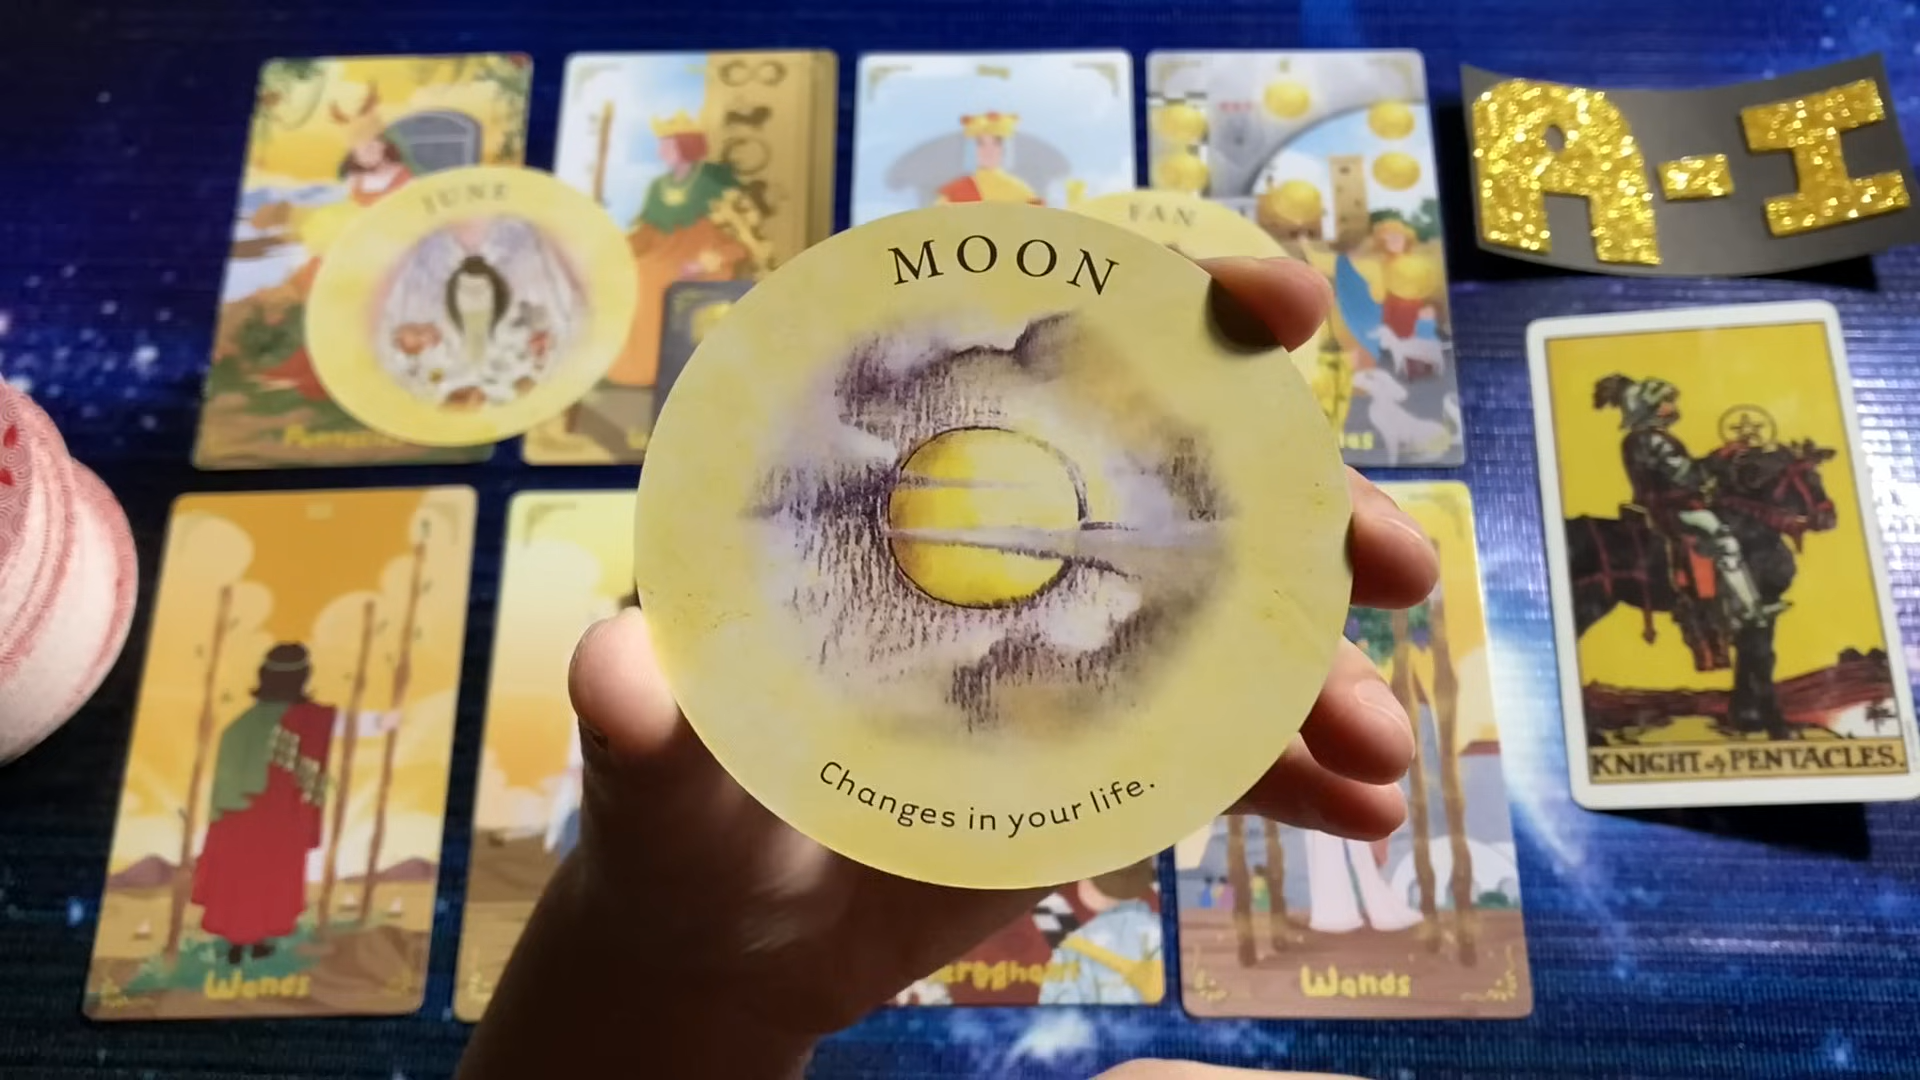 A-I
JUNE
FAN
MOON
Changes in your life.
KNIGHT of PENTACLES.
Wands
Wands